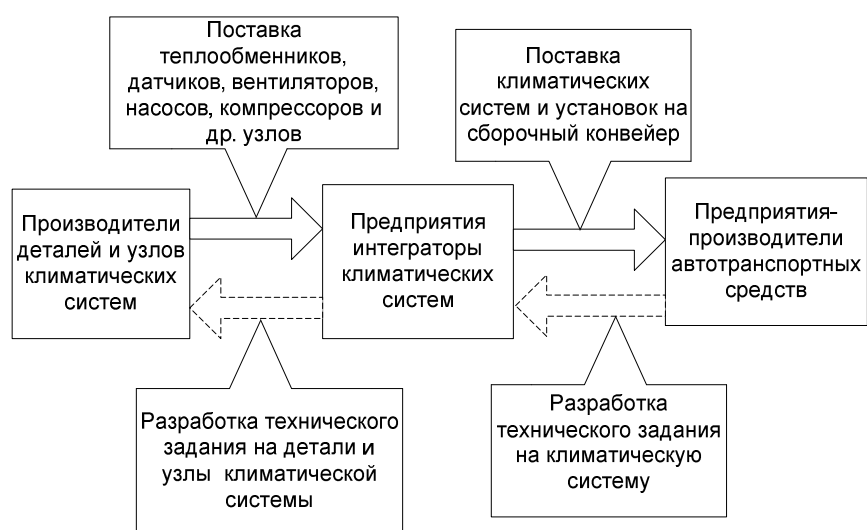 Поставка
теплообменников,
датчиков, вентиляторов,
насосов, компрессоров и
др. узлов
Поставка
климатических
систем и установок на
сборочный конвейер
Производители
деталей и узлов
климатических
систем
Предприятия
интеграторы
климатических
систем
Предприятия-
производители
автотранспортных
средств
Разработка технического
задания на детали и
узлы климатической
системы
Разработка
технического задания
на климатическую
систему